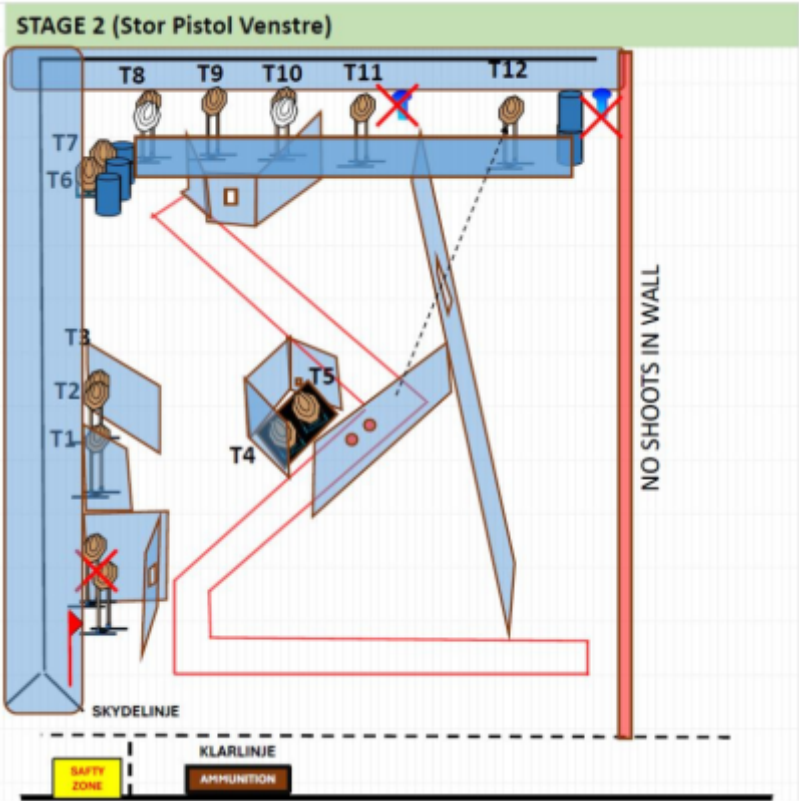 STAGE 2 (Stor Pistol Venstre)
T8
T9
T10
T11
T12
T7
T6
T3
T5
T2
T1
T4
NO SHOOTS IN WALL
SKYDELINJE
KLARLINJE
SAFTY
ZONE
AMMUNITION